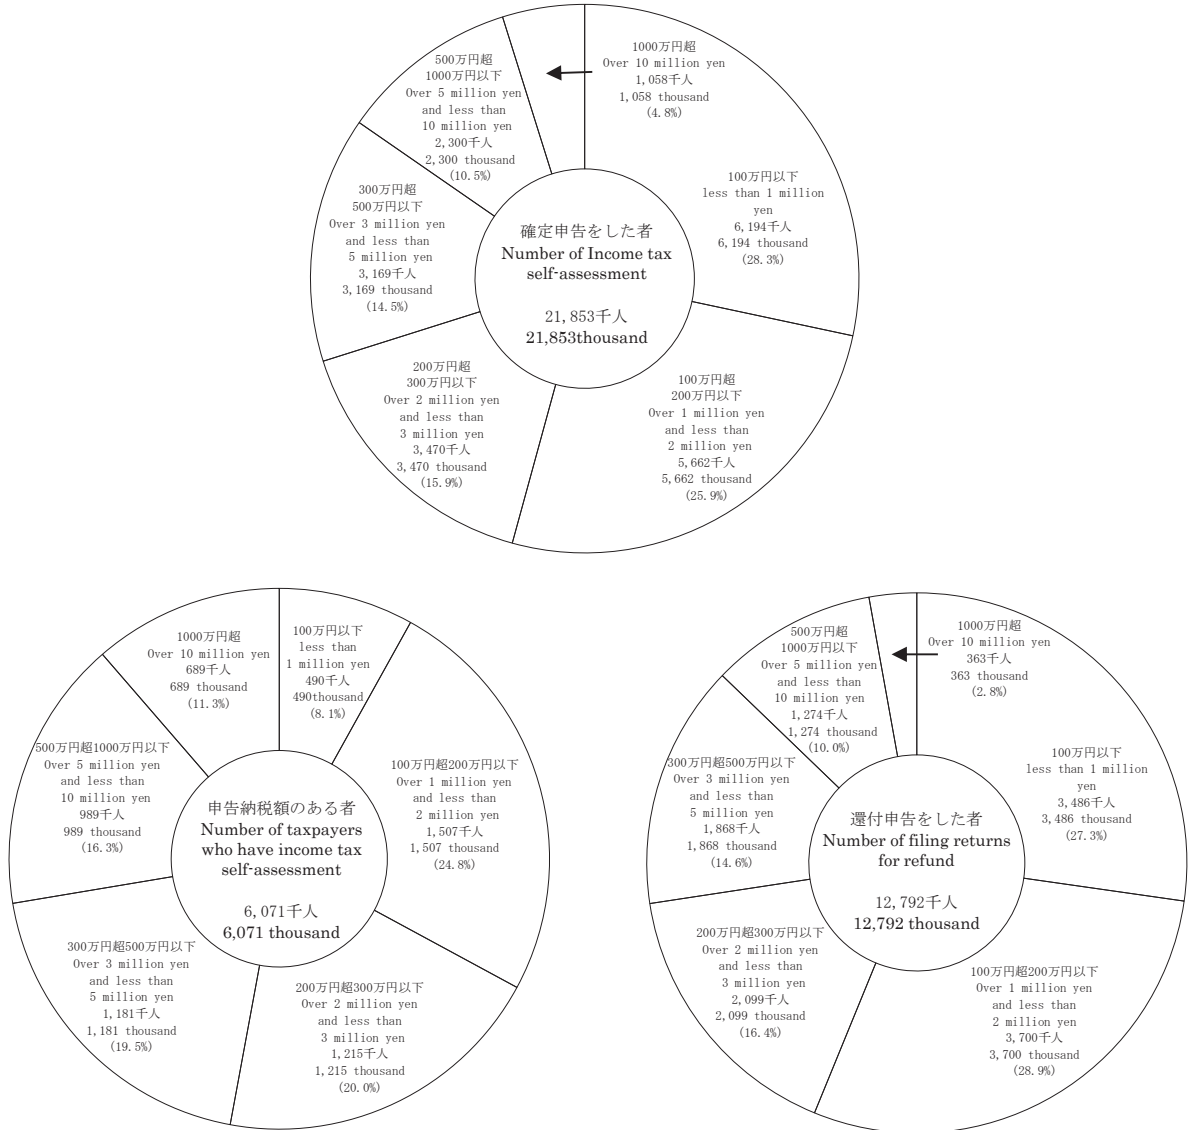 1000万円超
Over 10 million yen
1,058千人
1,058 thousand
(4.8%)
100万円以下
less than 1 million
yen
6,194千人
6,194 thousand
(28.3%)
100万円超
200万円以下
Over 1 million yen
and less than
2 million yen
5,662千人
5,662 thousand
(25.9%)
200万円超
300万円以下
Over 2 million yen
and less than
3 million yen
3,470千人
3,470 thousand
(15.9%)
300万円超
500万円以下
Over 3 million yen
and less than
5 million yen
3,169千人
3,169 thousand
(14.5%)
500万円超
1000万円以下
Over 5 million yen
and less than
10 million yen
2,300千人
2,300 thousand
(10.5%)
確定申告をした者
Number of Income tax
self-assessment
21,853千人
21,853thousand
100万円以下
less than
1 million yen
490千人
490thousand
(8.1%)
100万円超200万円以下
Over 1 million yen
and less than
2 million yen
1,507千人
1,507 thousand
(24.8%)
200万円超300万円以下
Over 2 million yen
and less than
3 million yen
1,215千人
1,215 thousand
(20.0%)
300万円超500万円以下
Over 3 million yen
and less than
5 million yen
1,181千人
1,181 thousand
(19.5%)
500万円超1000万円以下
Over 5 million yen
and less than
10 million yen
989千人
989 thousand
(16.3%)
1000万円超
Over 10 million yen
689千人
689 thousand
(11.3%)
申告納税額のある者
Number of taxpayers
who have income tax
self-assessment
6,071千人
6,071 thousand
1000万円超
Over 10 million yen
363千人
363 thousand
(2.8%)
100万円以下
less than 1 million
yen
3,486千人
3,486 thousand
(27.3%)
100万円超200万円以下
Over 1 million yen
and less than
2 million yen
3,700千人
3,700 thousand
(28.9%)
200万円超300万円以下
Over 2 million yen
and less than
3 million yen
2,099千人
2,099 thousand
(16.4%)
300万円超500万円以下
Over 3 million yen
and less than
5 million yen
1,868千人
1,868 thousand
(14.6%)
500万円超
1000万円以下
Over 5 million yen
and less than
10 million yen
1,274千人
1,274 thousand
(10.0%)
還付申告をした者
Number of filing returns
for refund
12,792千人
12,792 thousand